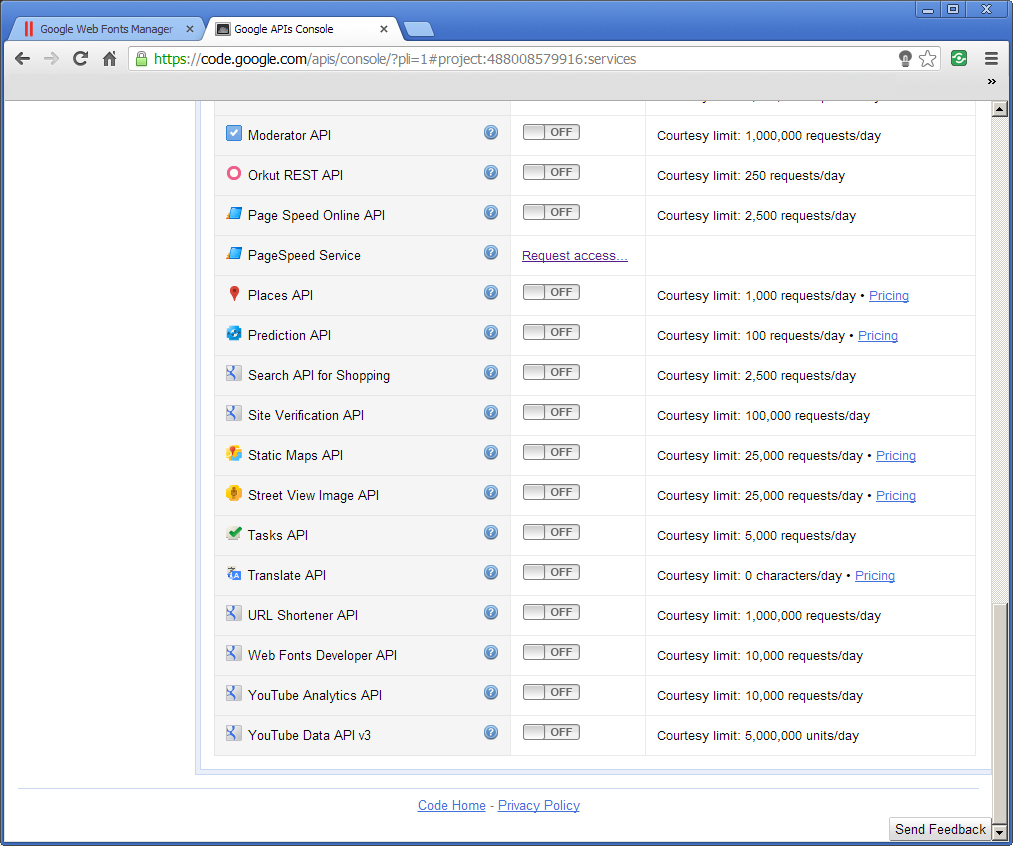 Google Web Fonts Manager
Google APIs Console
https://code.google.com/apis/console/?pli=1#project:488008579916:services
»
Moderator API ? OFF Courtesy limit: 1,000,000 requests/day
Orkut REST API ? OFF Courtesy limit: 250 requests/day
Page Speed Online API ? OFF Courtesy limit: 2,500 requests/day
PageSpeed Service ? Request access...
Places API ? OFF Courtesy limit: 1,000 requests/day • Pricing
Prediction API ? OFF Courtesy limit: 100 requests/day • Pricing
Search API for Shopping ? OFF Courtesy limit: 2,500 requests/day
Site Verification API ? OFF Courtesy limit: 100,000 requests/day
Static Maps API ? OFF Courtesy limit: 25,000 requests/day • Pricing
Street View Image API ? OFF Courtesy limit: 25,000 requests/day • Pricing
Tasks API ? OFF Courtesy limit: 5,000 requests/day
Translate API ? OFF Courtesy limit: 0 characters/day • Pricing
URL Shortener API ? OFF Courtesy limit: 1,000,000 requests/day
Web Fonts Developer API ? OFF Courtesy limit: 10,000 requests/day
YouTube Analytics API ? OFF Courtesy limit: 10,000 requests/day
YouTube Data API v3 ? OFF Courtesy limit: 5,000,000 units/day
Code Home - Privacy Policy
Send Feedback